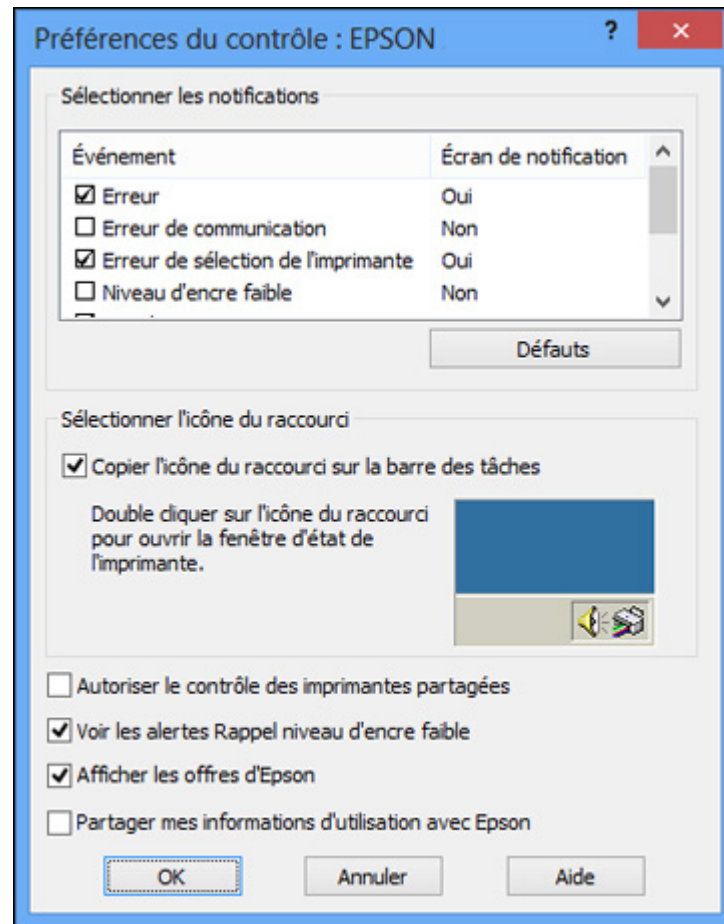 Préférences du contrôle : EPSON
?
Sélectionner les notifications
Événement Écran de notification
Erreur Oui
Erreur de communication Non
Erreur de sélection de l'imprimante Oui
Niveau d'encre faible Non
Défauts
Sélectionner l'icône du raccourci
Copier l'icône du raccourci sur la barre des tâches
Double cliquer sur l'icône du raccourci
pour ouvrir la fenêtre d'état de
l'imprimante.
Autoriser le contrôle des imprimantes partagées
Voir les alertes Rappel niveau d'encre faible
Afficher les offres d'Epson
Partager mes informations d'utilisation avec Epson
OK Annuler Aide